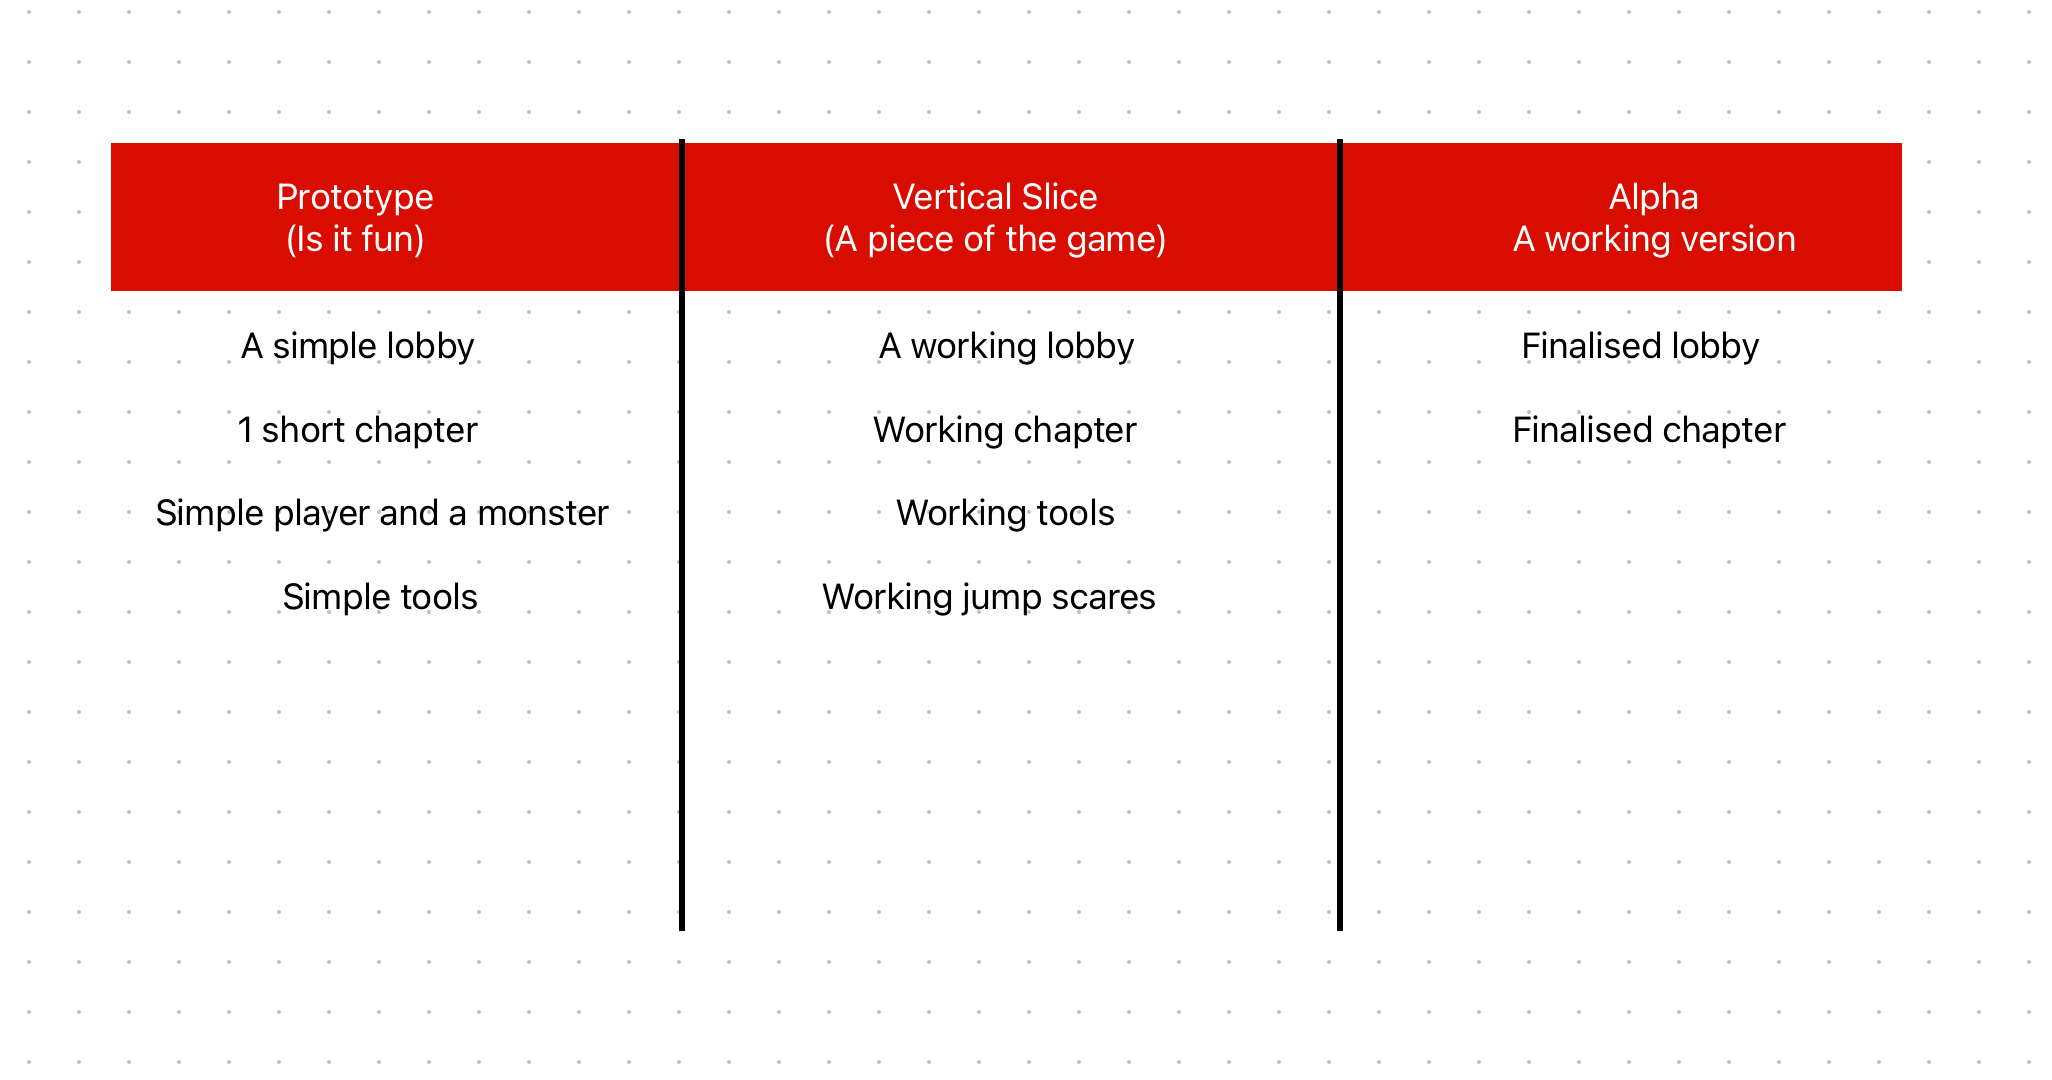 Prototype
(Is it fun)
Vertical Slice
(A piece of the game)
Alpha
A working version
A simple lobby
1 short chapter
Simple player and a monster
Simple tools
A working lobby
Working chapter
Working tools
Working jump scares
Finalised lobby
Finalised chapter